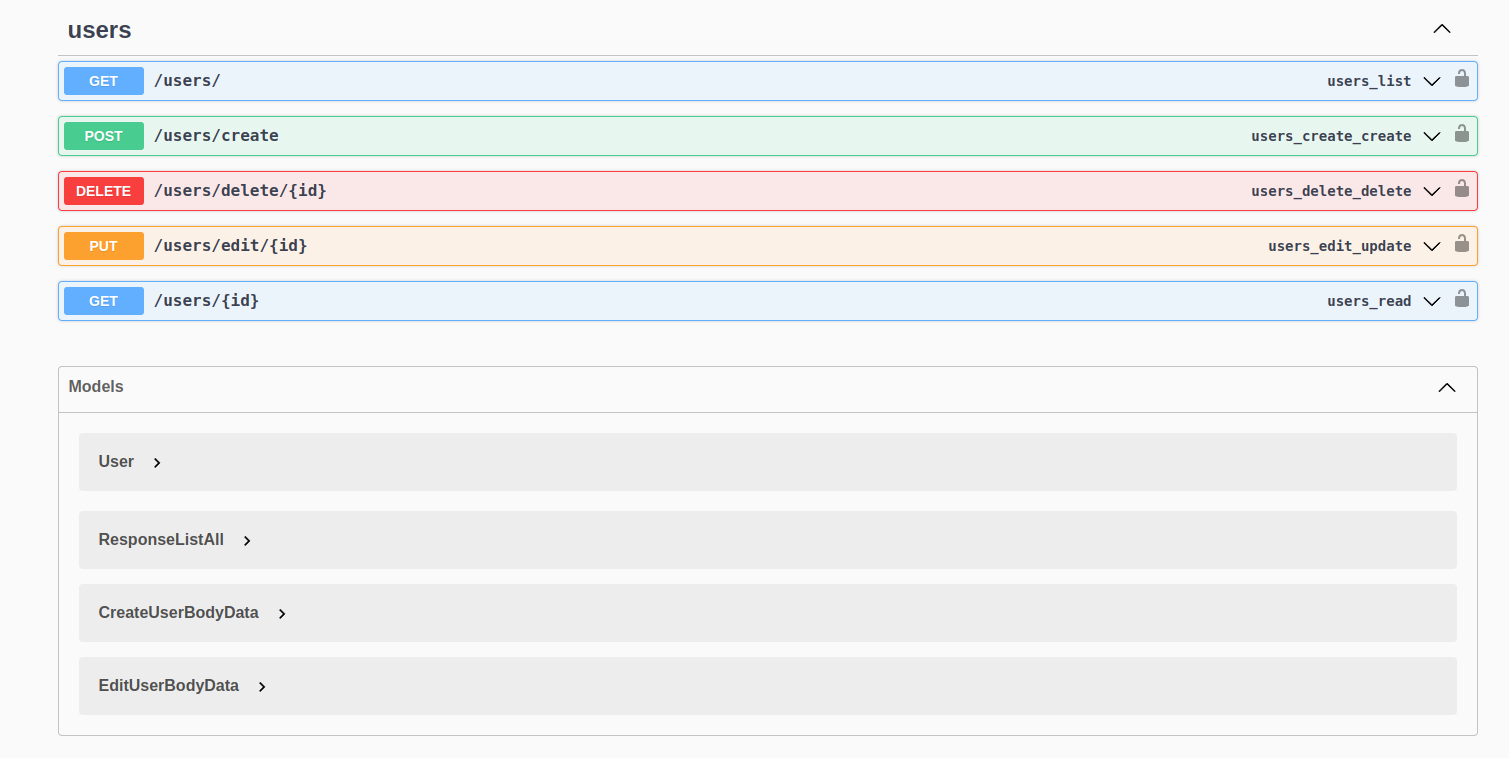 users
GET /users/ users_list
POST /users/create users_create_create
DELETE /users/delete/{id} users_delete_delete
PUT /users/edit/{id} users_edit_update
GET /users/{id} users_read
Models
User
ResponseListAll
CreateUserBodyData
EditUserBodyData